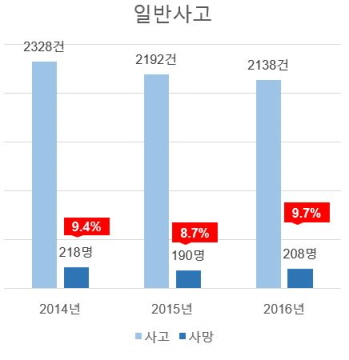 일반사고
2328건
2192건
2138건
9.4%
8.7%
9.7%
218명
190명
208명
2014년
2015년
2016년
사고
사망